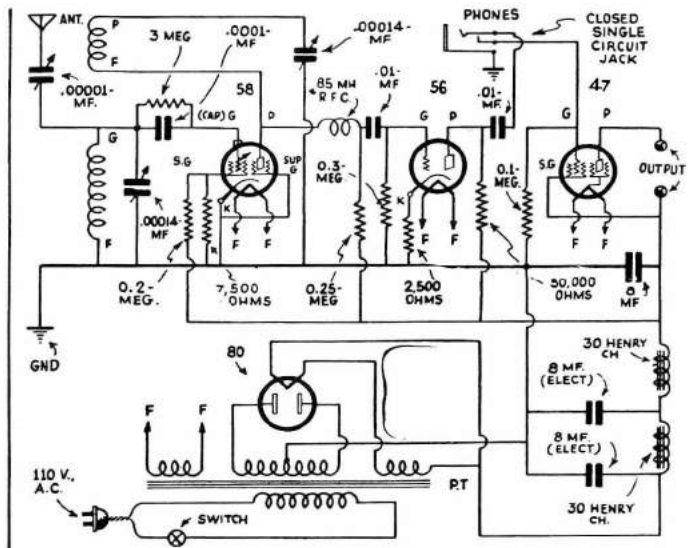 ANT.
P
F
3 MEG
.0001-
MF
.00014-
MF
PHONES
CLOSED
SINGLE
CIRCUIT
JACK
.00001-
MF.
58
(CAP) G
P
85 MH
R.F.C.
.01-
MF
56
G
P
.01-
MF.
47
G
P
G
S.G
SUP
G
0.3-
MEG.
0.1-
MEG.
S.G
OUTPUT
.00014-
MF
F
K
K
F
F
K
F
F
F
F
0.2-
MEG.
7,500
OHMS
0.25-
MEG
2,500
OHMS
50,000
OHMS
8
MF
GND
80
30 HENRY
CH
8 MF.
(ELECT)
F
F
8 MF.
(ELECT)
P.T
110 V.,
A.C.
SWITCH
30 HENRY
CH.